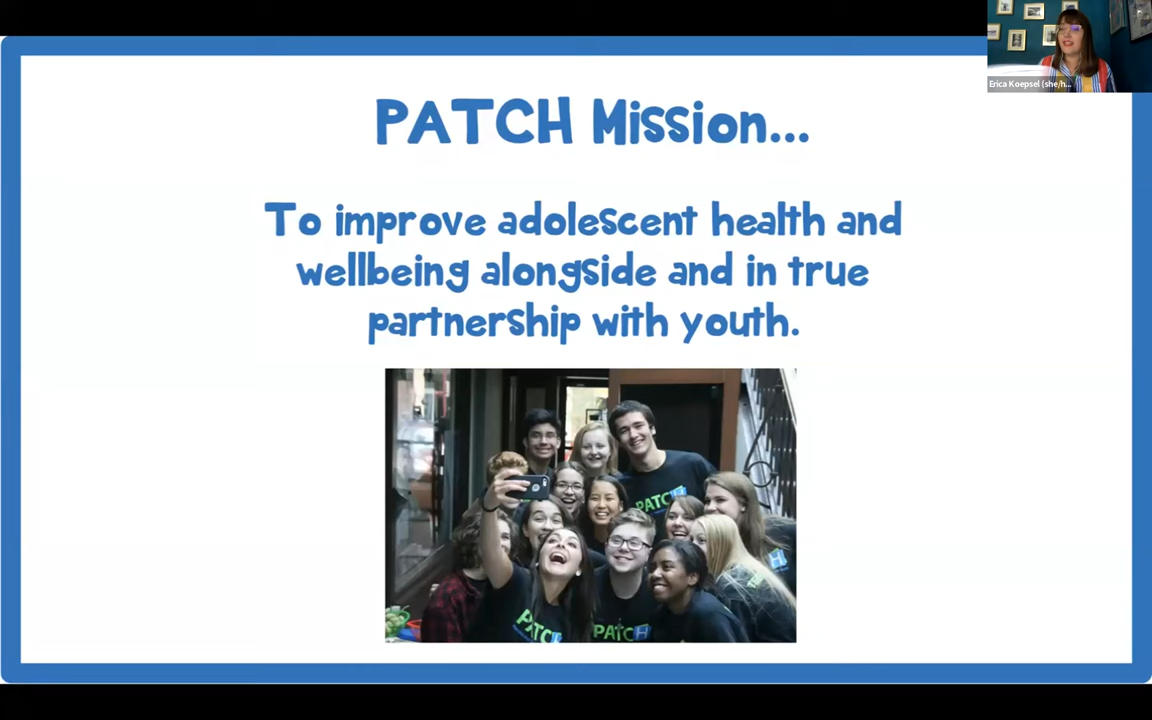 Erica Koepsel (she/h...
PATCH Mission...
To improve adolescent health and
wellbeing alongside and in true
partnership with youth.
PATCH
PATCH
PATCH